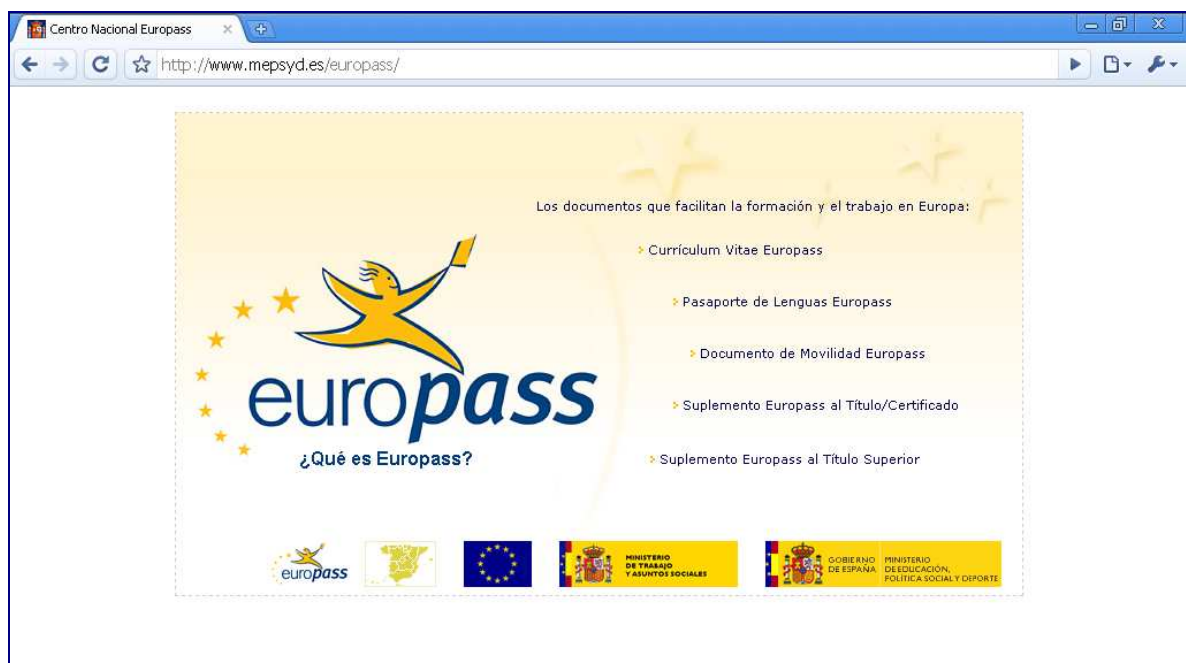 Centro Nacional Europass
http://www.mepsyd.es/europass/
Los documentos que facilitan la formación y el trabajo en Europa:
Currículum Vitae Europass
Pasaporte de Lenguas Europass
Documento de Movilidad Europass
europass
Suplemento Europass al Título/Certificado
¿Qué es Europass?
Suplemento Europass al Título Superior
europass
MINISTERIO
DE TRABAJO
Y ASUNTOS SOCIALES
GOBIERNO
DE ESPAÑA
MINISTERIO
DE EDUCACIÓN,
POLÍTICA SOCIAL Y DEPORTE